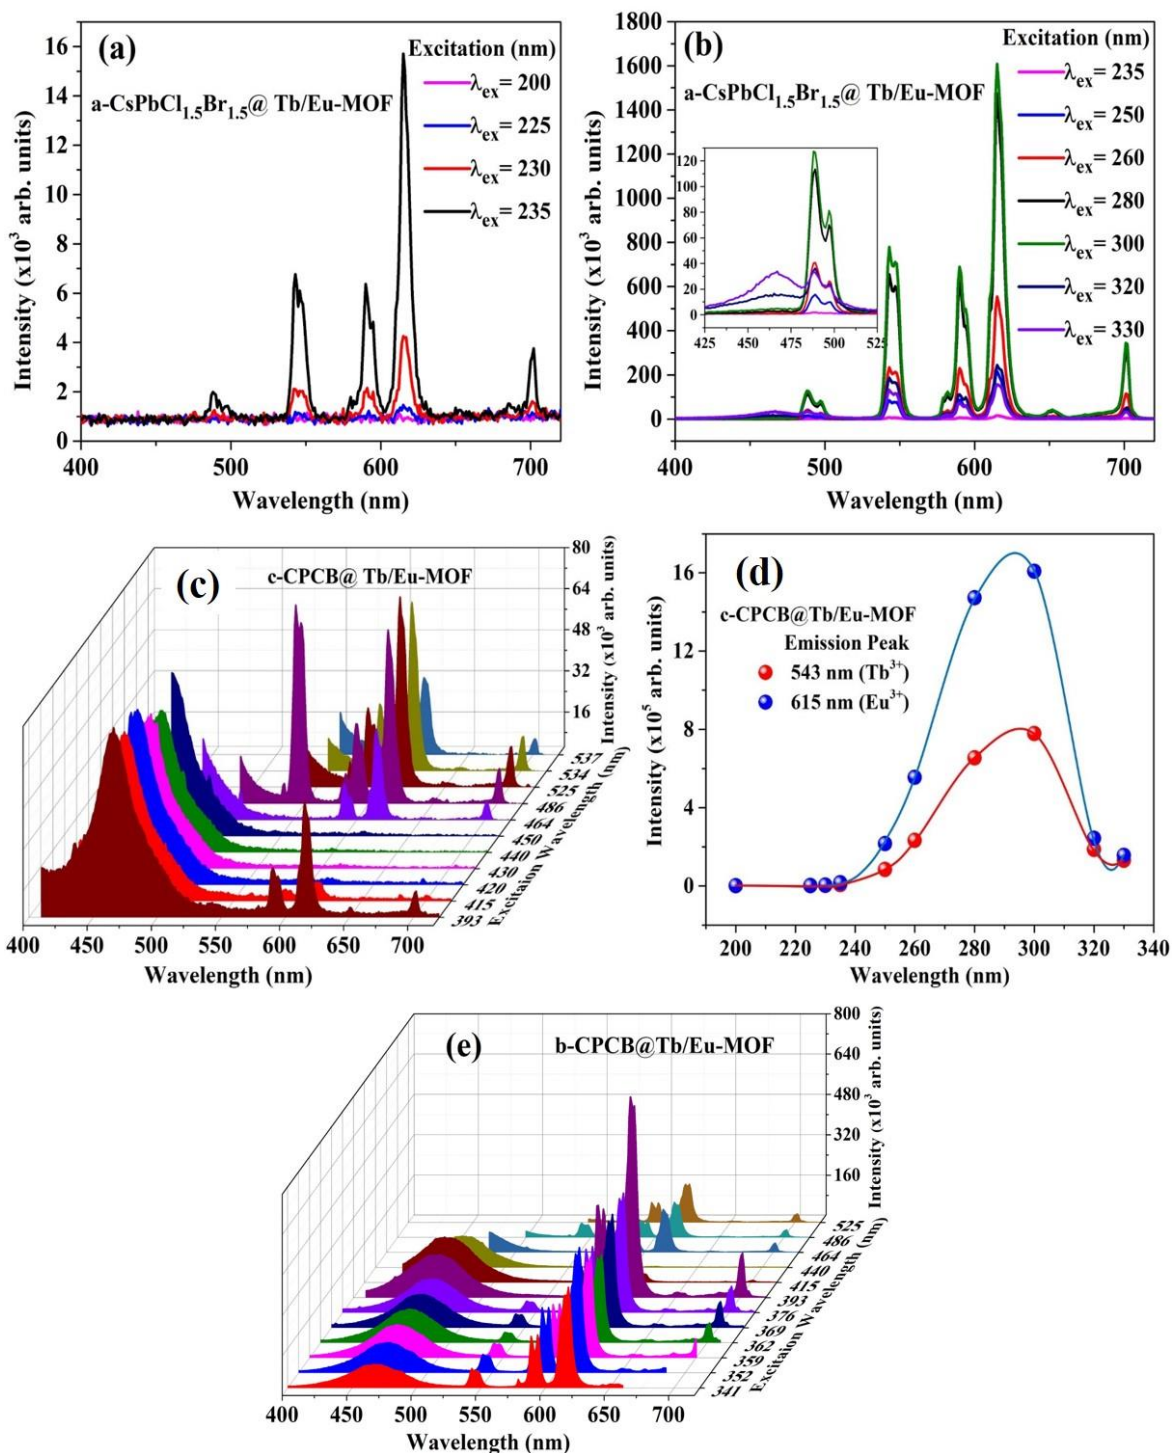 (a)
Excitation (nm)
a-CsPbCl1.5Br1.5@ Tb/Eu-MOF
λex= 200
λex= 225
λex= 230
λex= 235
16
14
12
10
8
6
4
2
0
Intensity (x10³ arb. units)
400 500 600 700
Wavelength (nm)
(b)
Excitation (nm)
a-CsPbCl1.5Br1.5@ Tb/Eu-MOF
λex= 235
λex= 250
λex= 260
λex= 280
λex= 300
λex= 320
λex= 330
1800
1600
1400
1200
1000
800
600
400
200
0
Intensity (x10³ arb. units)
120
100
80
60
40
20
0
425 450 475 500 525
400 500 600 700
Wavelength (nm)
(c)
c-CPCB@ Tb/Eu-MOF
80
64
48
32
16
Intensity (x10³ arb. units)
537
534
525
486
464
450
440
430
420
415
393
Excitaion Wavelength (nm)
400 450 500 550 600 650 700
Wavelength (nm)
(d)
c-CPCB@Tb/Eu-MOF
Emission Peak
543 nm (Tb³⁺)
615 nm (Eu³⁺)
16
12
8
4
0
Intensity (x10⁵ arb. units)
200 220 240 260 280 300 320 340
Wavelength (nm)
(e)
b-CPCB@Tb/Eu-MOF
800
640
480
320
160
Intensity (x10³ arb. units)
525
486
464
440
415
393
376
369
362
359
352
341
Excitaion Wavelength (nm)
400 450 500 550 600 650 700
Wavelength (nm)